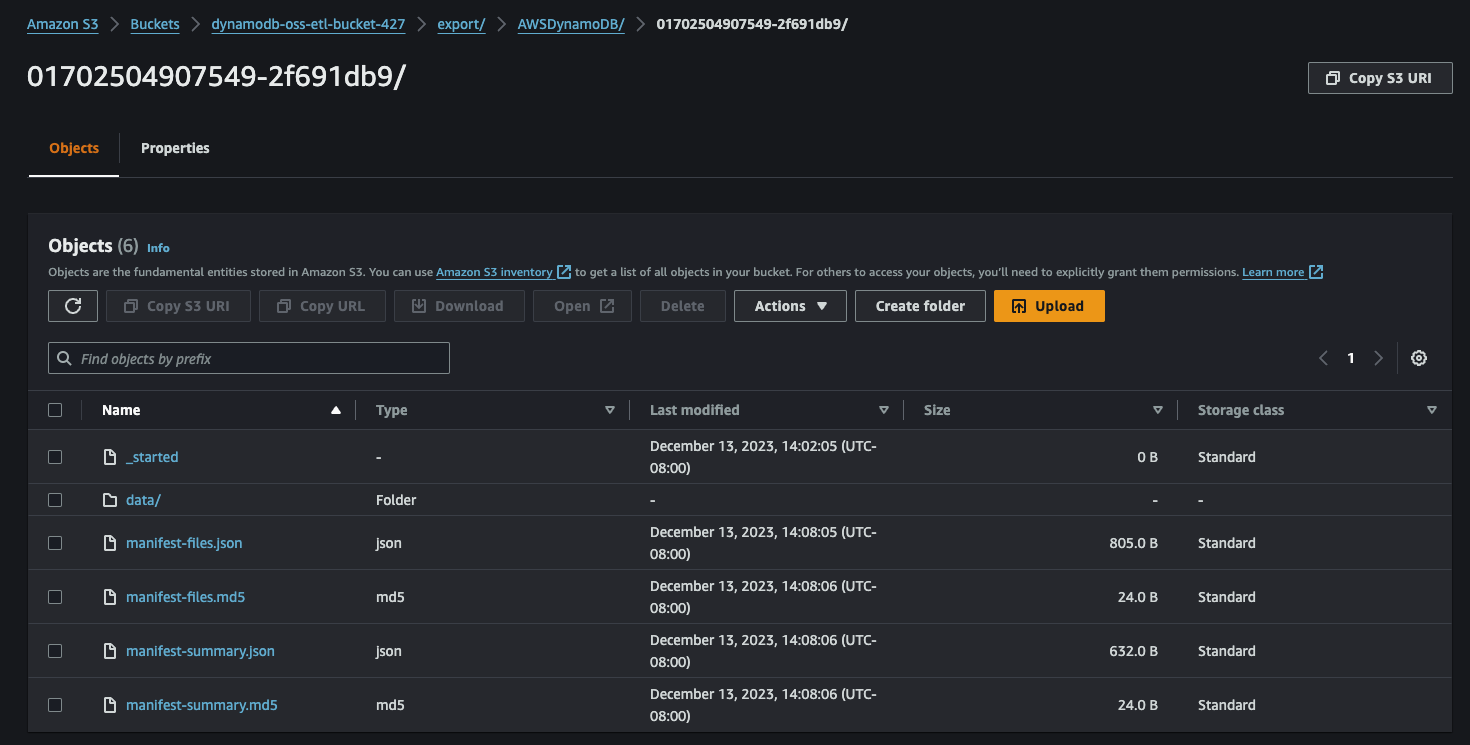 Amazon S3 > Buckets > dynamodb-oss-etl-bucket-427 > export/ > AWSDynamoDB/ > 01702504907549-2f691db9/
01702504907549-2f691db9/
Copy S3 URI
Objects
Properties
Objects (6) Info
Objects are the fundamental entities stored in Amazon S3. You can use Amazon S3 inventory to get a list of all objects in your bucket. For others to access your objects, you'll need to explicitly grant them permissions. Learn more
Copy S3 URI Copy URL Download Open Delete Actions Create folder Upload
Find objects by prefix
1
Name Type Last modified Size Storage class
_started - December 13, 2023, 14:02:05 (UTC- 0 B Standard
08:00)
data/ Folder - - -
manifest-files.json json December 13, 2023, 14:08:05 (UTC- 805.0 B Standard
08:00)
manifest-files.md5 md5 December 13, 2023, 14:08:06 (UTC- 24.0 B Standard
08:00)
manifest-summary.json json December 13, 2023, 14:08:06 (UTC- 632.0 B Standard
08:00)
manifest-summary.md5 md5 December 13, 2023, 14:08:06 (UTC- 24.0 B Standard
08:00)